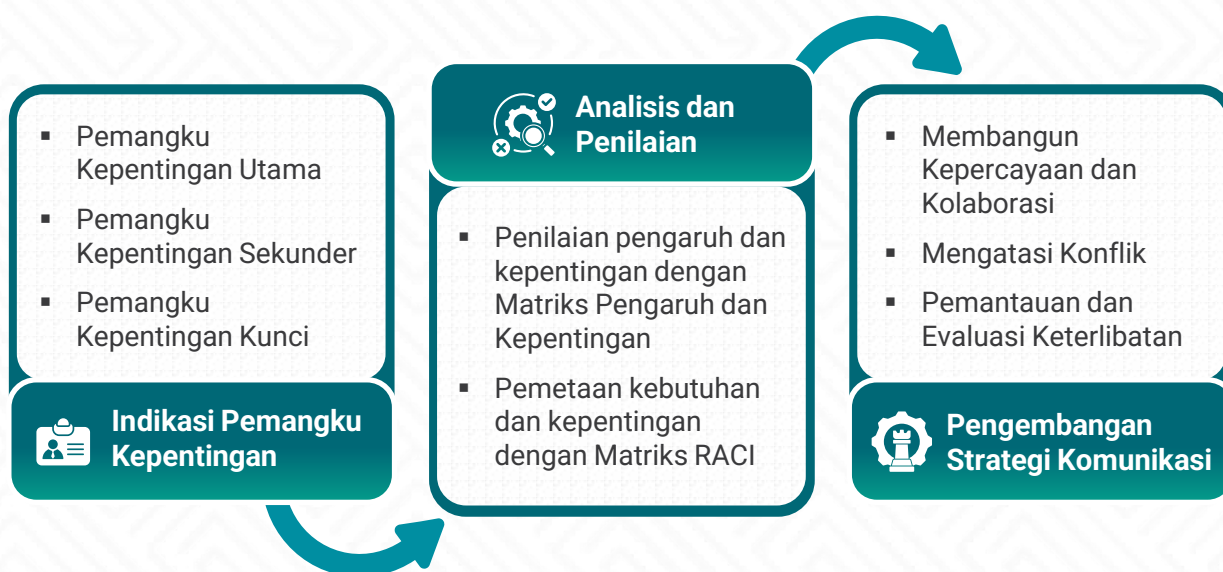 ▪ Pemangku
Kepentingan Utama
▪ Pemangku
Kepentingan Sekunder
▪ Pemangku
Kepentingan Kunci
Indikasi Pemangku
Kepentingan
Analisis dan
Penilaian
▪ Penilaian pengaruh dan
kepentingan dengan
Matriks Pengaruh dan
Kepentingan
▪ Pemetaan kebutuhan
dan kepentingan
dengan Matriks RACI
▪ Membangun
Kepercayaan dan
Kolaborasi
▪ Mengatasi Konflik
▪ Pemantauan dan
Evaluasi Keterlibatan
Pengembangan
Strategi Komunikasi